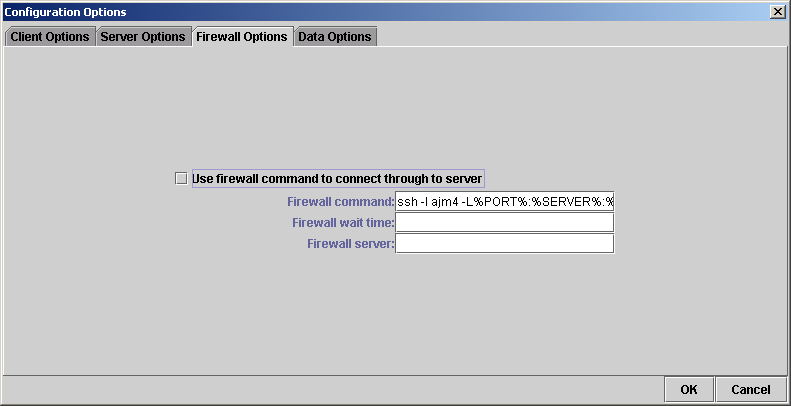 Configuration Options
Client Options Server Options Firewall Options Data Options
Use firewall command to connect through to server
Firewall command: ssh -l ajm4 -L%PORT%:%SERVER%:%
Firewall wait time:
Firewall server:
OK Cancel